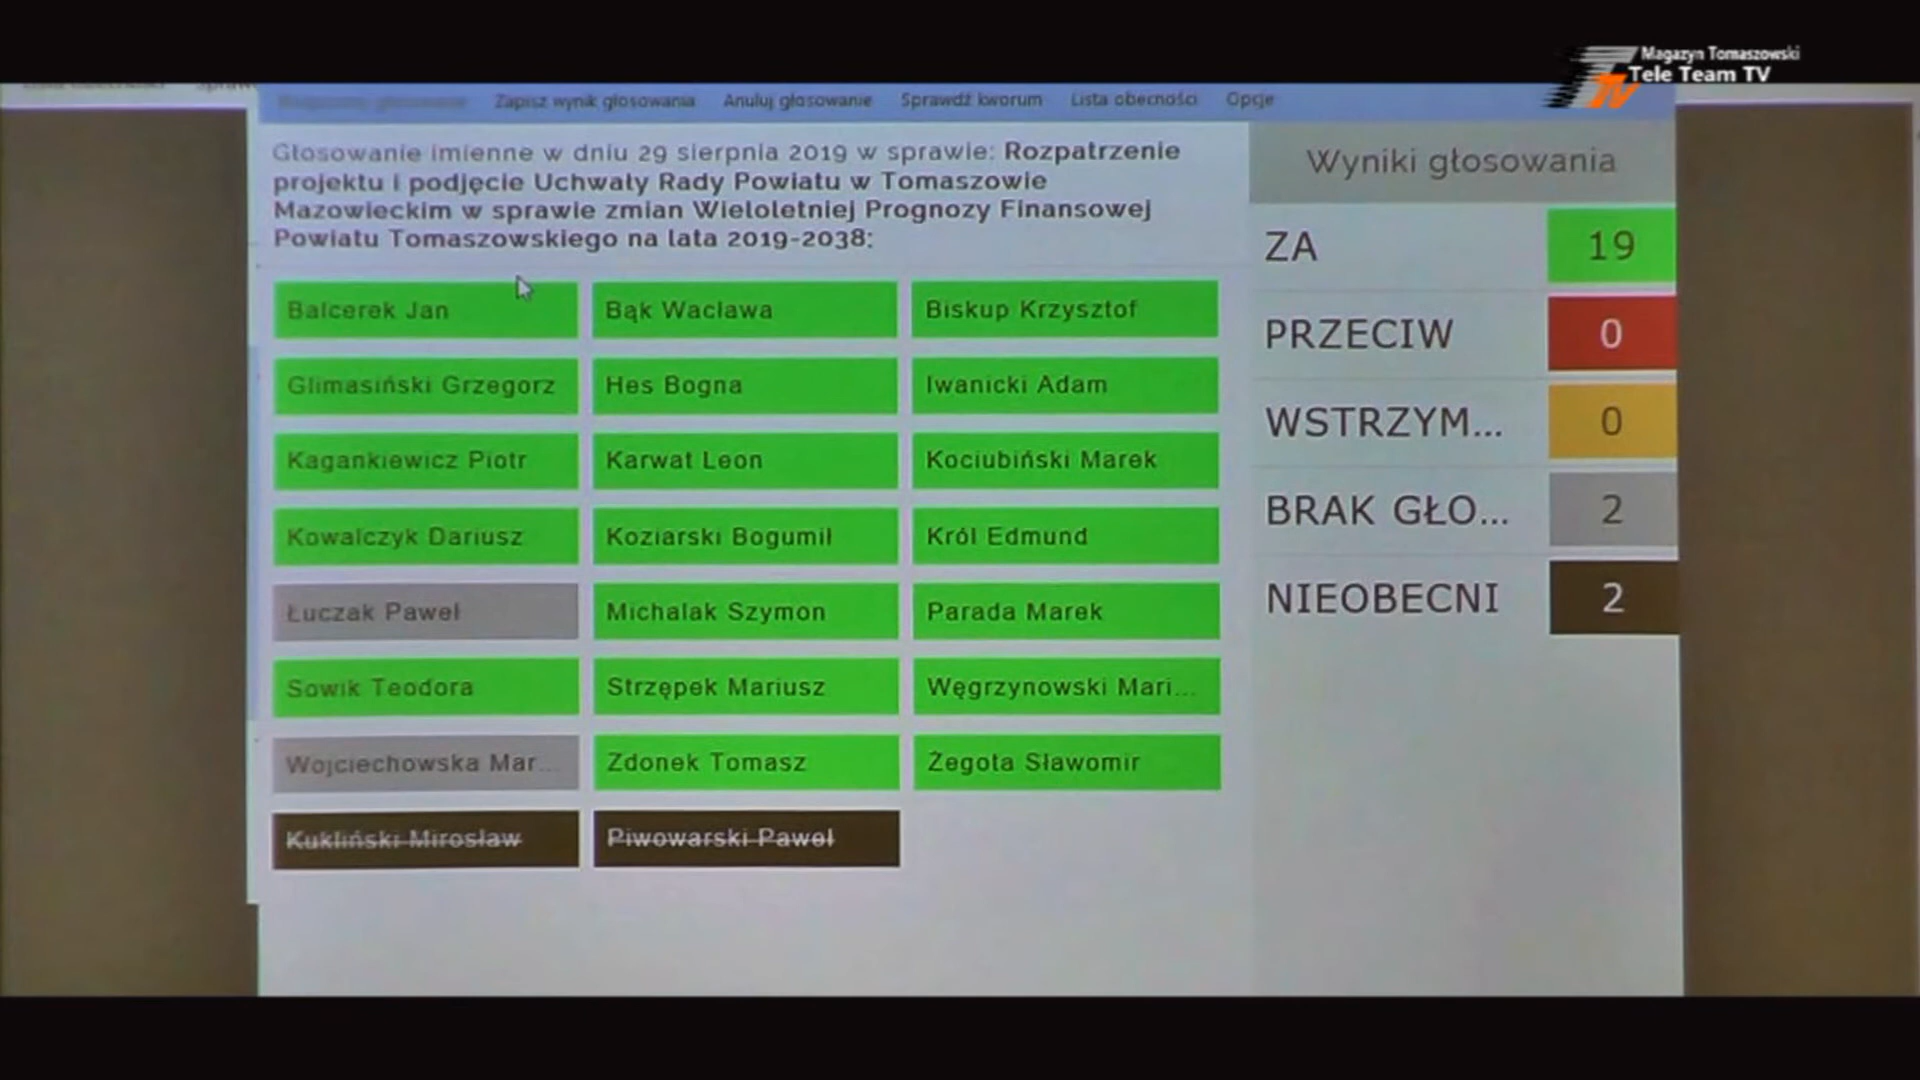 Magazyn Tomaszowski
Tele Team TV
Zapisz wynik głosowania Anuluj głosowanie Sprawdź kworum Lista obecności Opcje
Głosowanie imienne w dniu 29 sierpnia 2019 w sprawie: Rozpatrzenie
projektu i podjęcie Uchwały Rady Powiatu w Tomaszowie
Mazowieckim w sprawie zmian Wieloletniej Prognozy Finansowej
Powiatu Tomaszowskiego na lata 2019-2038:
Balcerek Jan Bąk Wacława Biskup Krzysztof
Glimasiński Grzegorz Hes Bogna Iwanicki Adam
Kagankiewicz Piotr Karwat Leon Kociubiński Marek
Kowalczyk Dariusz Koziarski Bogumił Król Edmund
Łuczak Paweł Michalak Szymon Parada Marek
Sowik Teodora Strzępek Mariusz Węgrzynowski Mari...
Wojciechowska Mar... Zdonek Tomasz Żegota Sławomir
Kukliński Mirosław Piwowarski Paweł
Wyniki głosowania
ZA 19
PRZECIW 0
WSTRZYM... 0
BRAK GŁO... 2
NIEOBECNI 2